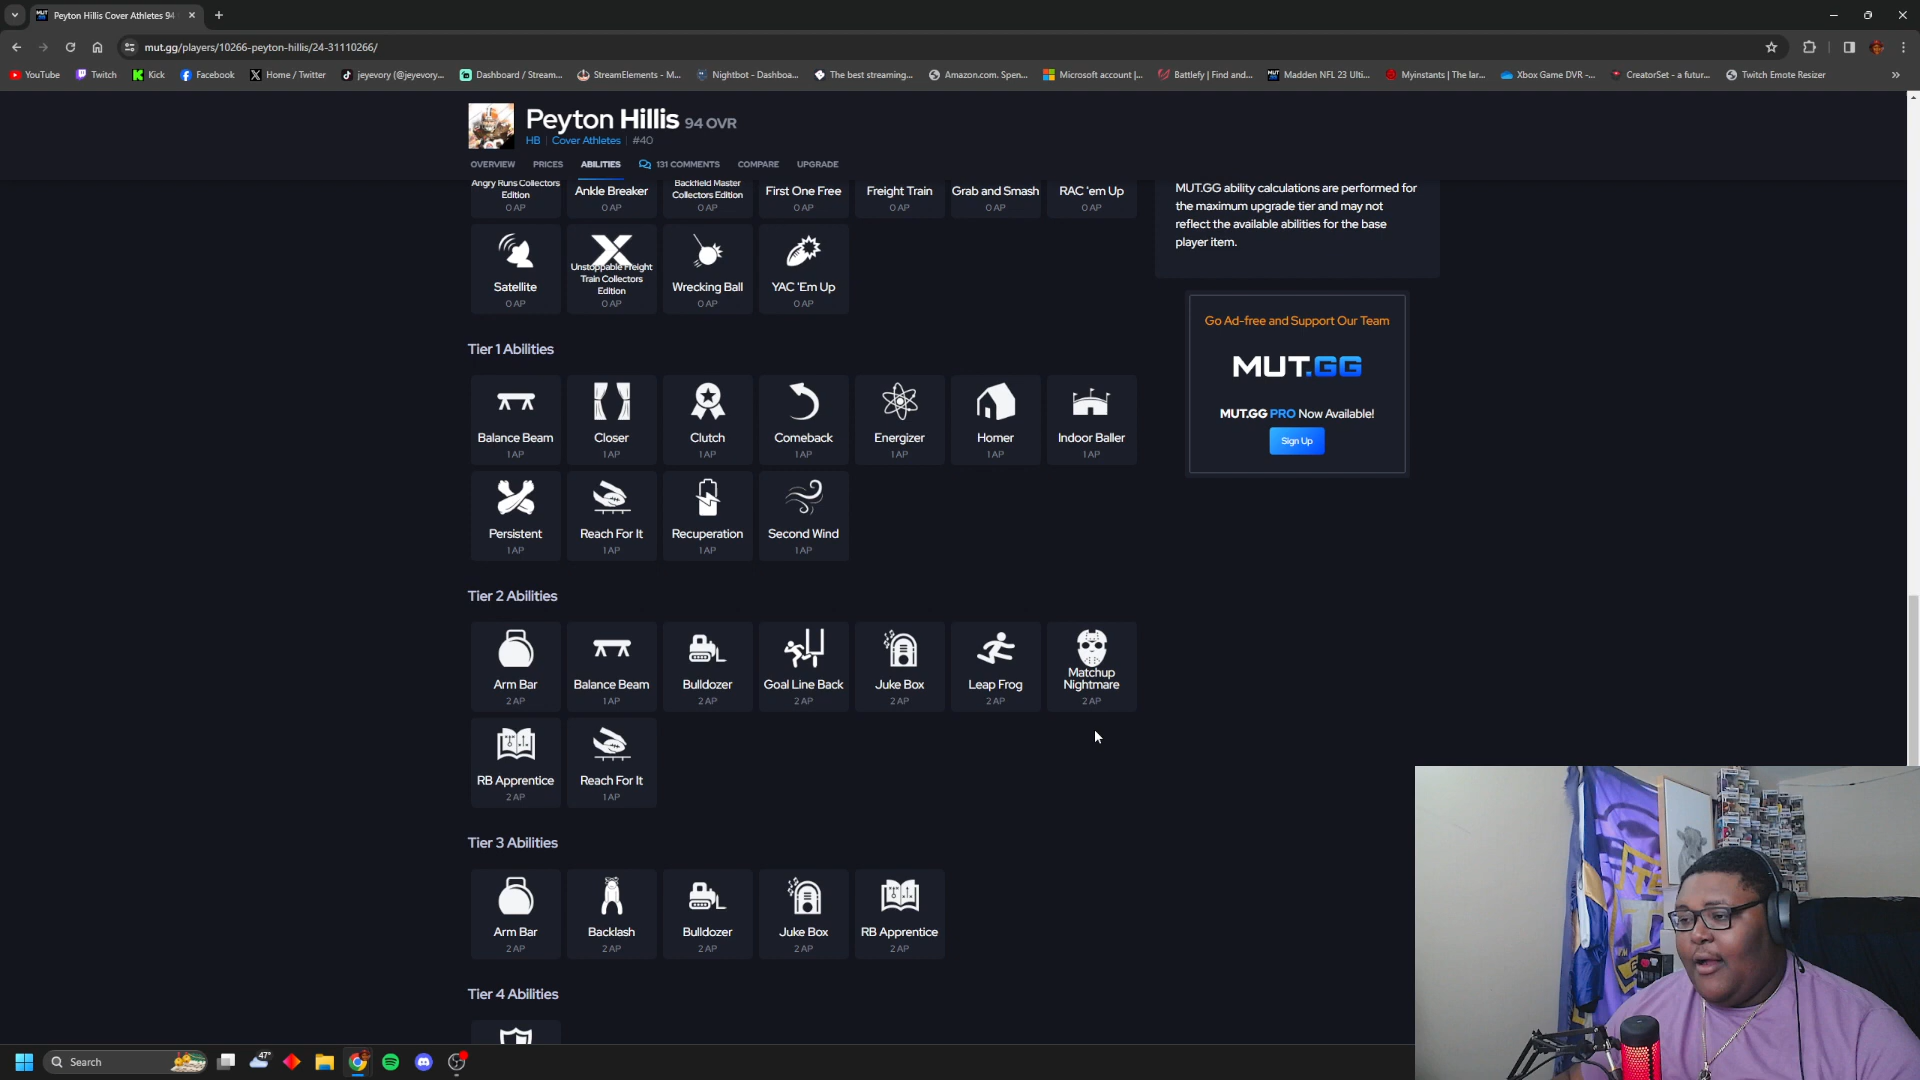 Peyton Hillis Cover Athletes 94
mut.gg/players/10266-peyton-hillis/24-31110266/
YouTube Twitch Kick Facebook Home / Twitter jeyevory (@jeyevory... Dashboard / Stream... StreamElements - M... Nightbot - Dashboa... The best streaming... Amazon.com. Spen... Microsoft account |... Battlefy | Find and... Madden NFL 23 Ulti... Myinstants | The lar... Xbox Game DVR -... CreatorSet - a futur... Twitch Emote Resizer
Peyton Hillis 94 OVR
HB Cover Athletes #40
OVERVIEW PRICES ABILITIES 131 COMMENTS COMPARE UPGRADE
Angry Runs Collectors
Edition
0 AP
Ankle Breaker
0 AP
Backfield Master
Collectors Edition
0 AP
First One Free
0 AP
Freight Train
0 AP
Grab and Smash
0 AP
RAC 'em Up
0 AP
Satellite
0 AP
Unstoppable Freight
Train Collectors
Edition
0 AP
Wrecking Ball
0 AP
YAC 'Em Up
0 AP
Tier 1 Abilities
Balance Beam
1 AP
Closer
1 AP
Clutch
1 AP
Comeback
1 AP
Energizer
1 AP
Homer
1 AP
Indoor Baller
1 AP
Persistent
1 AP
Reach For It
1 AP
Recuperation
1 AP
Second Wind
1 AP
Tier 2 Abilities
Arm Bar
2 AP
Balance Beam
1 AP
Bulldozer
2 AP
Goal Line Back
2 AP
Juke Box
2 AP
Leap Frog
2 AP
Matchup
Nightmare
2 AP
RB Apprentice
2 AP
Reach For It
1 AP
Tier 3 Abilities
Arm Bar
2 AP
Backlash
2 AP
Bulldozer
2 AP
Juke Box
2 AP
RB Apprentice
2 AP
Tier 4 Abilities
MUT.GG ability calculations are performed for
the maximum upgrade tier and may not
reflect the available abilities for the base
player item.
Go Ad-free and Support Our Team
MUT.GG
MUT.GG PRO Now Available!
Sign Up
Search
47°